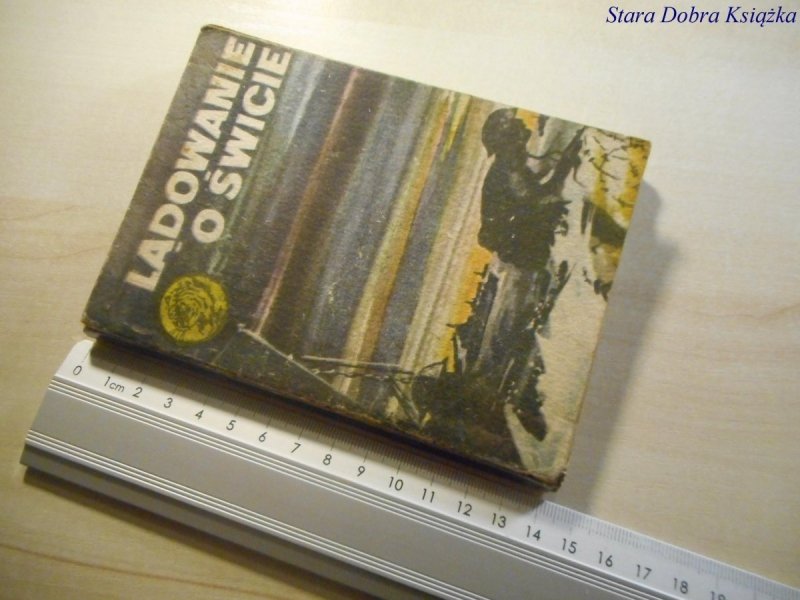 Stara Dobra Książka
LĄDOWANIE
O ŚWICIE
0 1cm 2 3 4 5 6 7 8 9 10 11 12 13 14 15 16 17 18 19